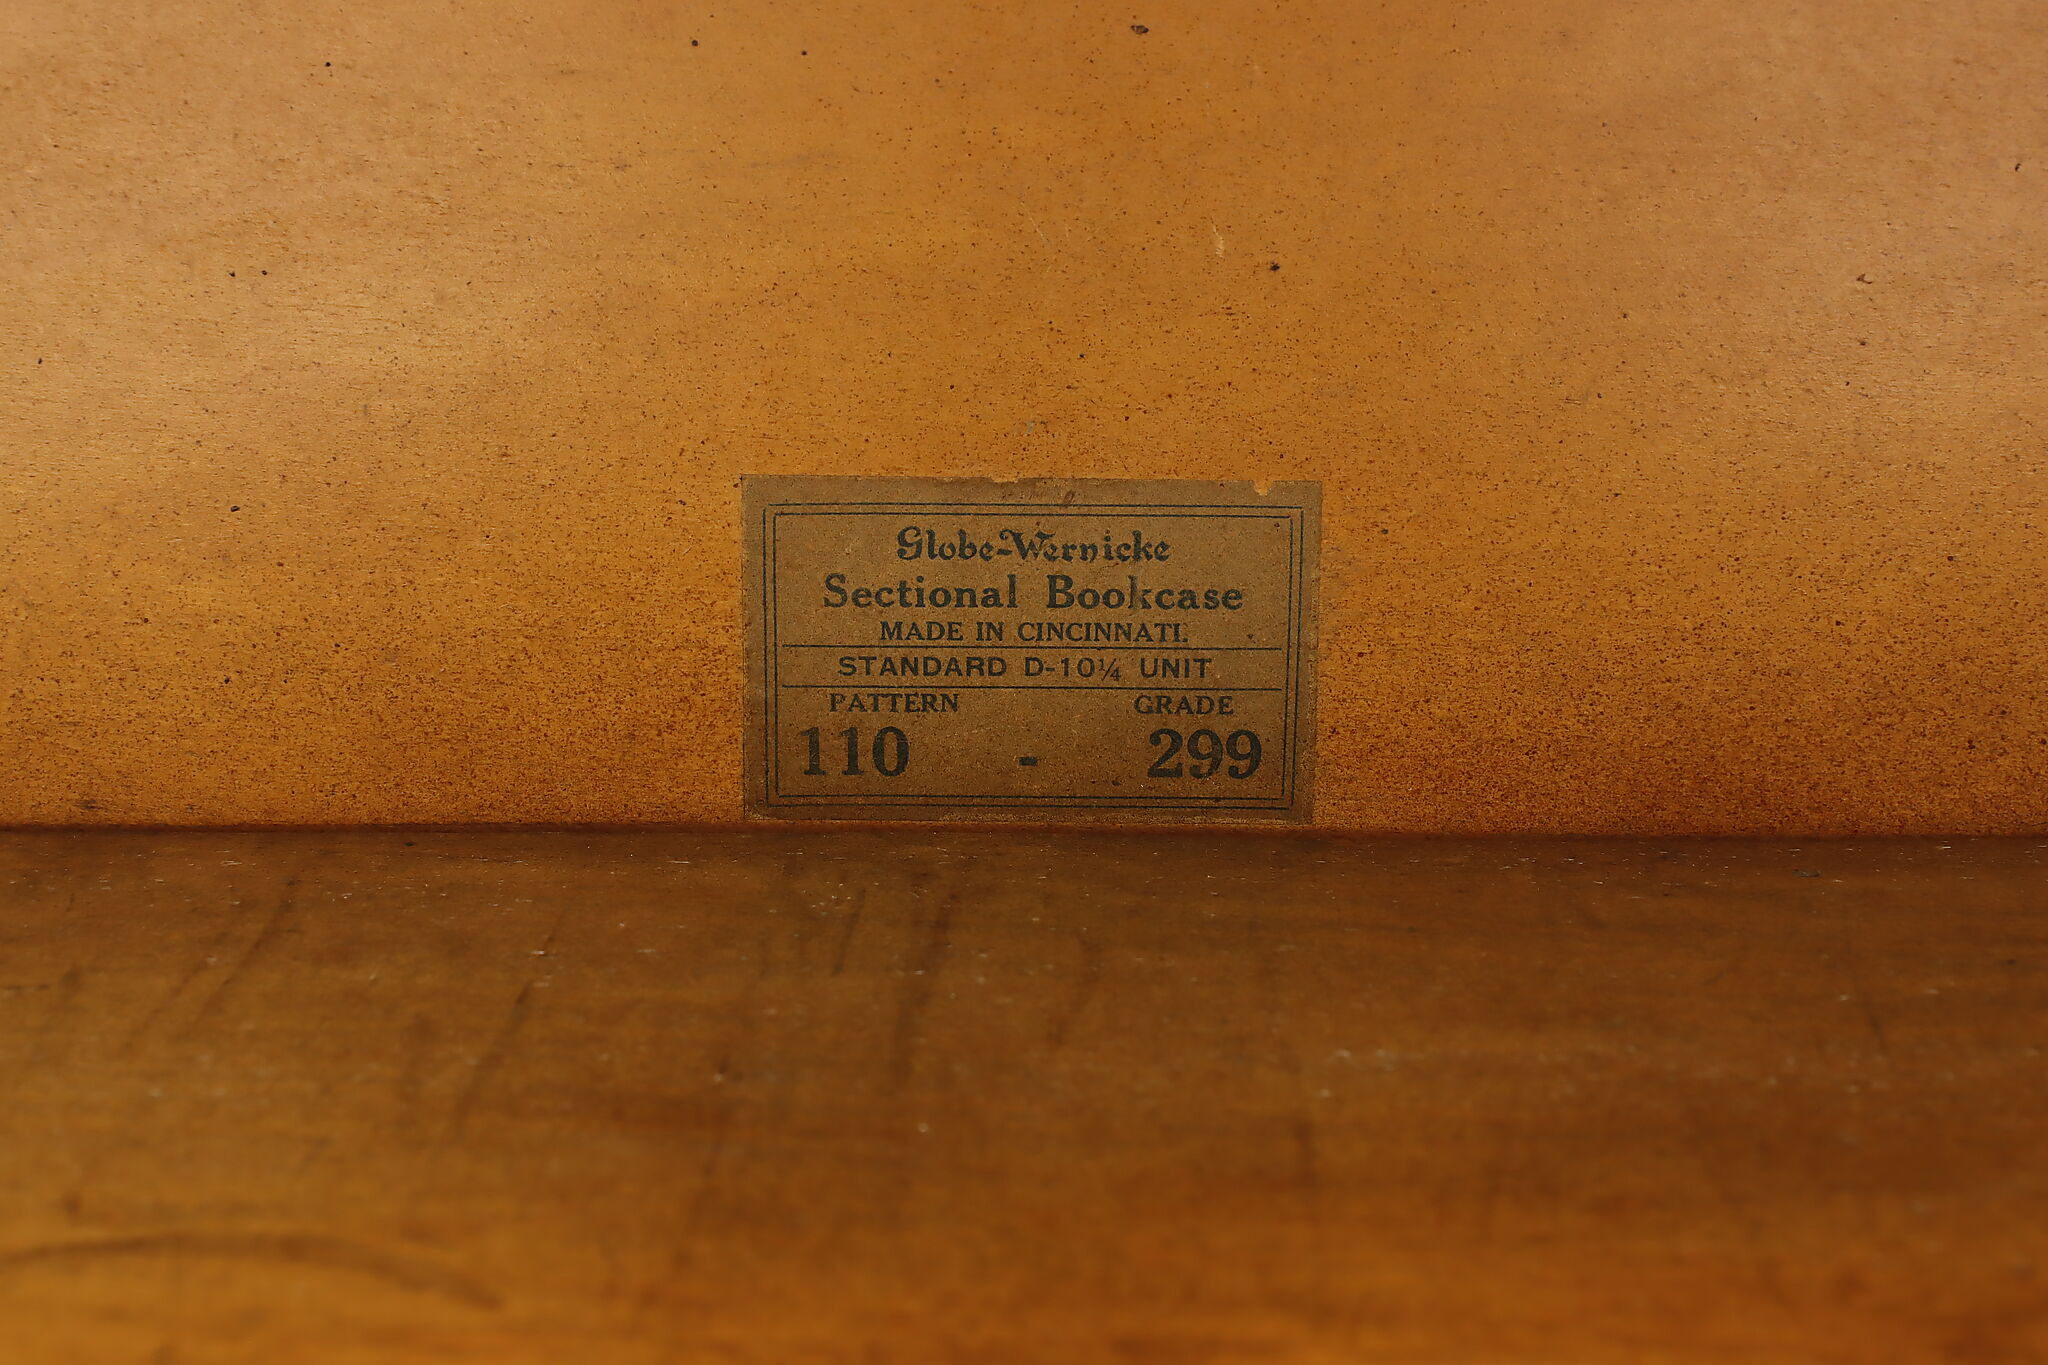 Globe-Wernicke
Sectional Bookcase
MADE IN CINCINNATI.
STANDARD D-10¼ UNIT
PATTERN GRADE
110 - 299